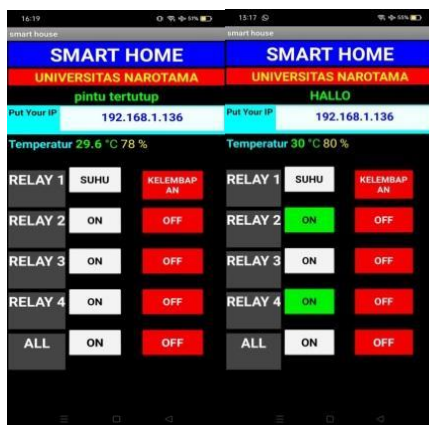 16:19
smart house
SMART HOME
UNIVERSITAS NAROTAMA
pintu tertutup
Put Your IP
192.168.1.136
Temperatur 29.6 °C 78 %
RELAY 1 SUHU KELEMBAP
AN
RELAY 2 ON OFF
RELAY 3 ON OFF
RELAY 4 ON OFF
ALL ON OFF
13:17
smart house
SMART HOME
UNIVERSITAS NAROTAMA
HALLO
Put Your IP
192.168.1.136
Temperatur 30 °C 80 %
RELAY 1 SUHU KELEMBAP
AN
RELAY 2 ON OFF
RELAY 3 ON OFF
RELAY 4 ON OFF
ALL ON OFF